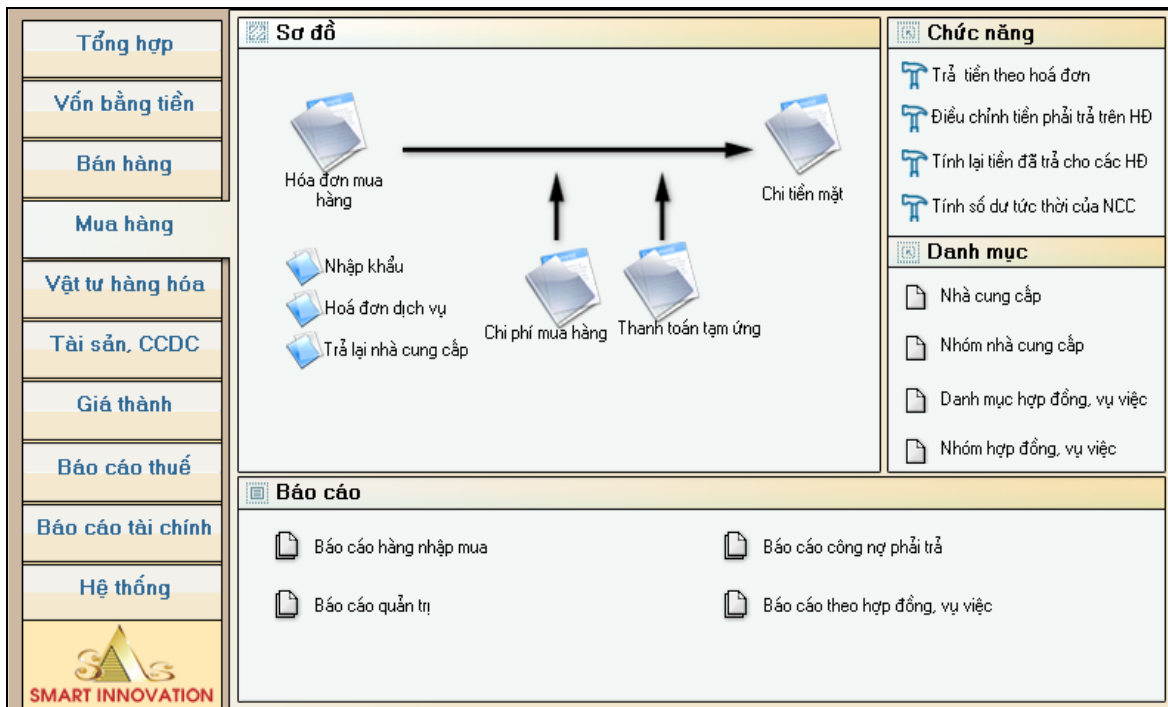 Tổng hợp
Vốn bằng tiền
Bán hàng
Mua hàng
Vật tư hàng hóa
Tài sản, CCDC
Giá thành
Báo cáo thuế
Báo cáo tài chính
Hệ thống
SAS
SMART INNOVATION
Sơ đồ
Hóa đơn mua
hàng
Chi tiền mặt
Nhập khẩu
Hoá đơn dịch vụ
Trả lại nhà cung cấp
Chi phí mua hàng
Thanh toán tạm ứng
Chức năng
Trả tiền theo hoá đơn
Điều chỉnh tiền phải trả trên HĐ
Tính lại tiền đã trả cho các HĐ
Tính số dư tức thời của NCC
Danh mục
Nhà cung cấp
Nhóm nhà cung cấp
Danh mục hợp đồng, vụ việc
Nhóm hợp đồng, vụ việc
Báo cáo
Báo cáo hàng nhập mua
Báo cáo công nợ phải trả
Báo cáo quản trị
Báo cáo theo hợp đồng, vụ việc